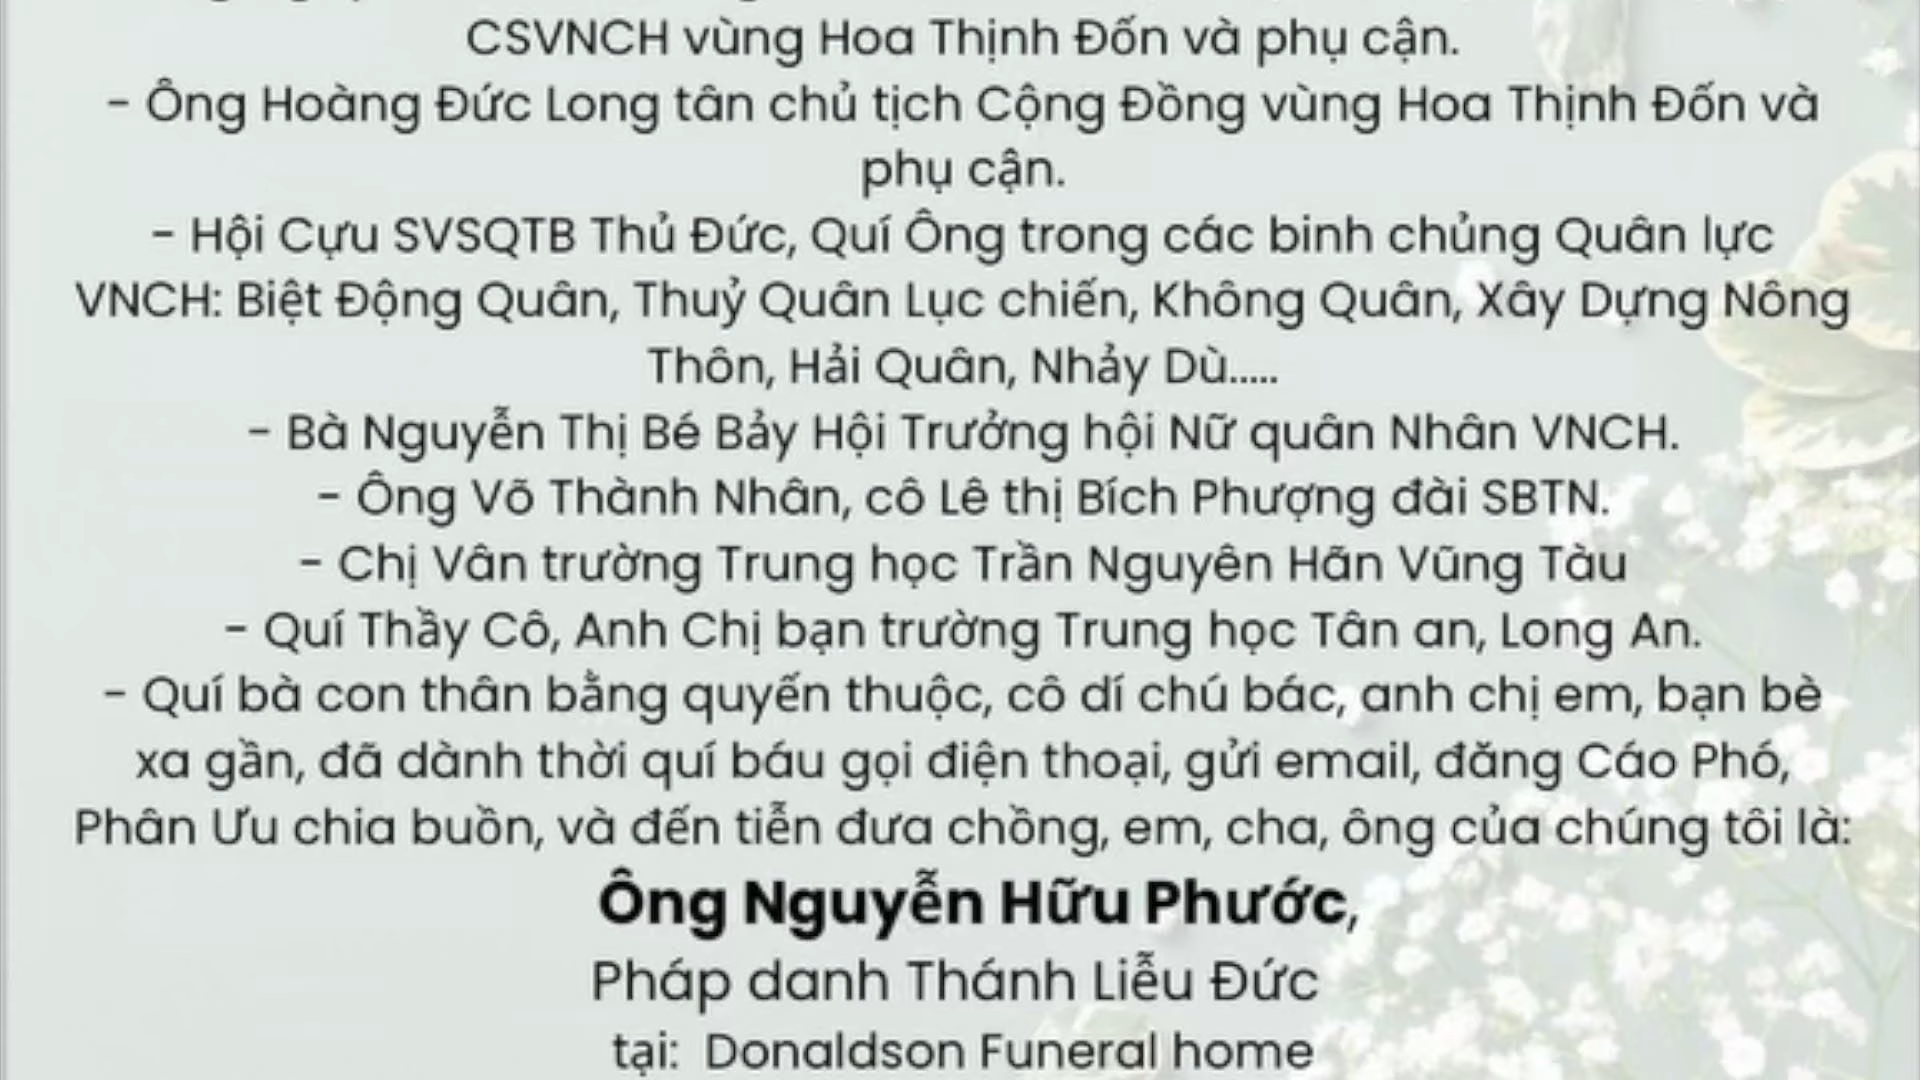 CSVNCH vùng Hoa Thịnh Đốn và phụ cận.
- Ông Hoàng Đức Long tân chủ tịch Cộng Đồng vùng Hoa Thịnh Đốn và
phụ cận.
- Hội Cựu SVSQTB Thủ Đức, Quí Ông trong các binh chủng Quân lực
VNCH: Biệt Động Quân, Thuỷ Quân Lục chiến, Không Quân, Xây Dựng Nông
Thôn, Hải Quân, Nhảy Dù.....
- Bà Nguyễn Thị Bé Bảy Hội Trưởng hội Nữ quân Nhân VNCH.
- Ông Võ Thành Nhân, cô Lê thị Bích Phượng đài SBTN.
- Chị Vân trường Trung học Trần Nguyên Hãn Vũng Tàu
- Quí Thầy Cô, Anh Chị bạn trường Trung học Tân an, Long An.
- Quí bà con thân bằng quyến thuộc, cô dí chú bác, anh chị em, bạn bè
xa gần, đã dành thời quí báu gọi điện thoại, gửi email, đăng Cáo Phó,
Phân Ưu chia buồn, và đến tiễn đưa chồng, em, cha, ông của chúng tôi là:
Ông Nguyễn Hữu Phước,
Pháp danh Thánh Liễu Đức
tại: Donaldson Funeral home